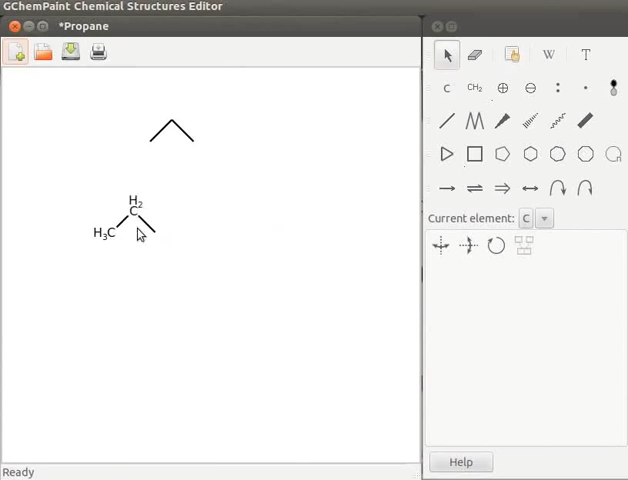 GChemPaint Chemical Structures Editor
*Propane
W T
C CH₂
H₂
C
H₃C
Current element: C
Help
Ready